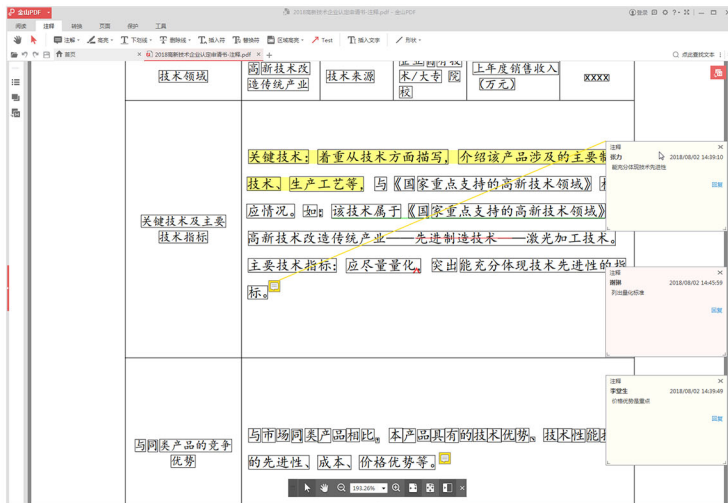 金山PDF
2018高新技术企业认定申请书-注释.pdf - 金山PDF
登录
阅读 注释 转换 页面 保护 工具
注释 高亮 下划线 删除线 插入符 替换符 区域高亮 Test 插入文字 形状
首页 2018高新技术企业认定申请书-注释.pdf
点此查找文本
技术领域
高新技术改
造传统产业
技术来源
术/大专 院
校
上年度销售收入
(万元)
XXXX
关键技术及主要
技术指标
关键技术: 着重从技术方面描写, 介绍该产品涉及的主要制
技术、生产工艺等, 与《国家重点支持的高新技术领域》
应情况。如: 该技术属于《国家重点支持的高新技术领域》
高新技术改造传统产业——先进制造技术——激光加工技术。
主要技术指标: 应尽量量化, 突出能充分体现技术先进性的指
标。
注释
张力 2018/08/02 14:39:10
能充分体现技术先进性
回复
注释
2018/08/02 14:45:59
列出量化标准
回复
注释
李堂生 2018/08/02 14:39:49
价格优势是重点
回复
与同类产品的竞争
优势
与市场同类产品相比, 本产品具有的技术优势、技术性能
的先进性、成本、价格优势等。
193.26%